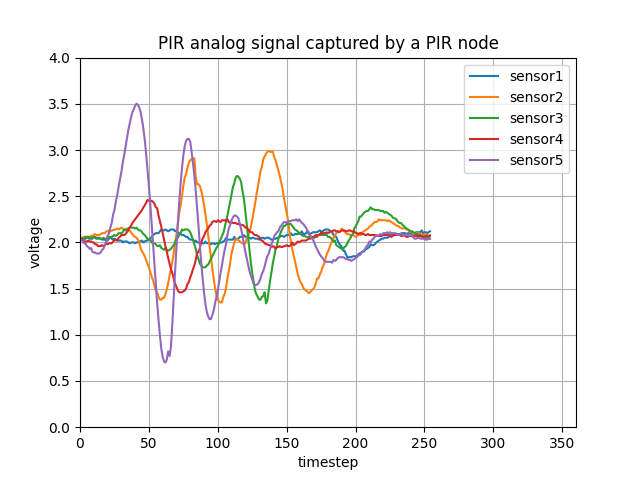 PIR analog signal captured by a PIR node
4.0
3.5
3.0
2.5
2.0
1.5
1.0
0.5
0.0
voltage
sensor1
sensor2
sensor3
sensor4
sensor5
0 50 100 150 200 250 300 350
timestep